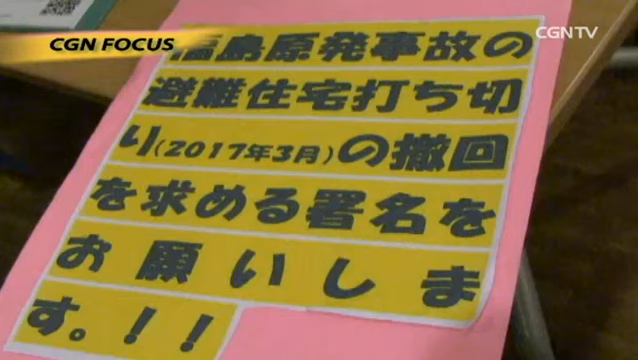 CGN FOCUS
CGNTV
福島原発事故の
避難住宅打ち切
り(2017年3月)の撤回
を求める署名を
お願いしま
す。!!